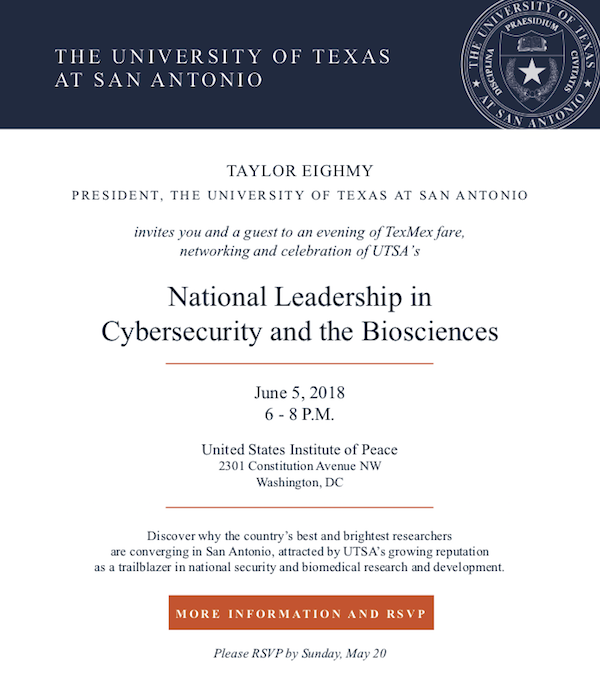 THE UNIVERSITY OF TEXAS
AT SAN ANTONIO
THE UNIVERSITY OF TEXAS
AT SAN ANTONIO
PRAESIDIUM
DISCIPLINA
CIVITATIS
TAYLOR EIGHMY
PRESIDENT, THE UNIVERSITY OF TEXAS AT SAN ANTONIO
invites you and a guest to an evening of TexMex fare,
networking and celebration of UTSA's
National Leadership in
Cybersecurity and the Biosciences
June 5, 2018
6 - 8 P.M.
United States Institute of Peace
2301 Constitution Avenue NW
Washington, DC
Discover why the country's best and brightest researchers
are converging in San Antonio, attracted by UTSA's growing reputation
as a trailblazer in national security and biomedical research and development.
MORE INFORMATION AND RSVP
Please RSVP by Sunday, May 20